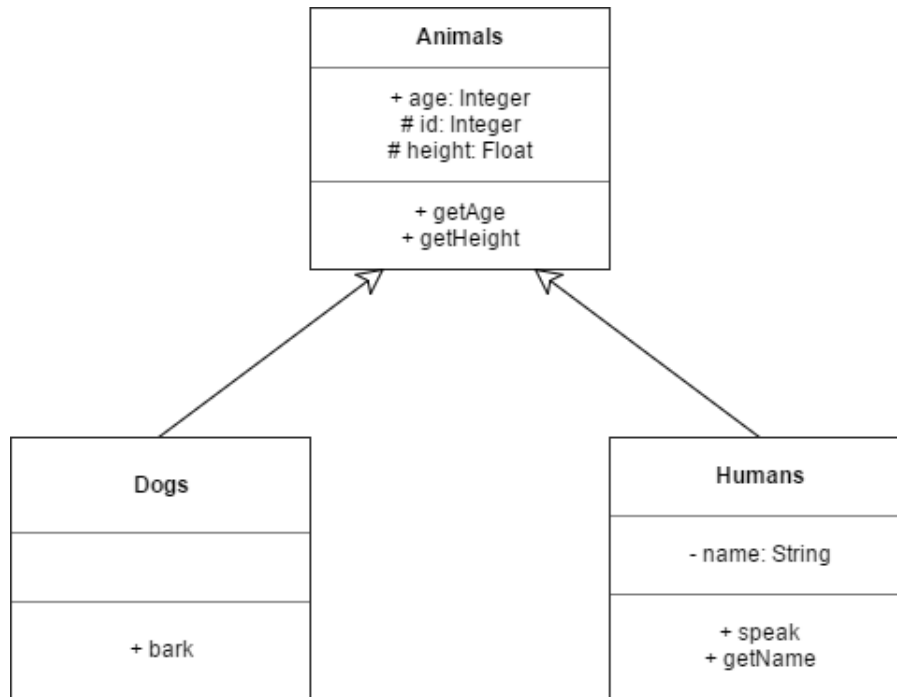 Animals
+ age: Integer
# id: Integer
# height: Float
+ getAge
+ getHeight
Dogs
+ bark
Humans
- name: String
+ speak
+ getName